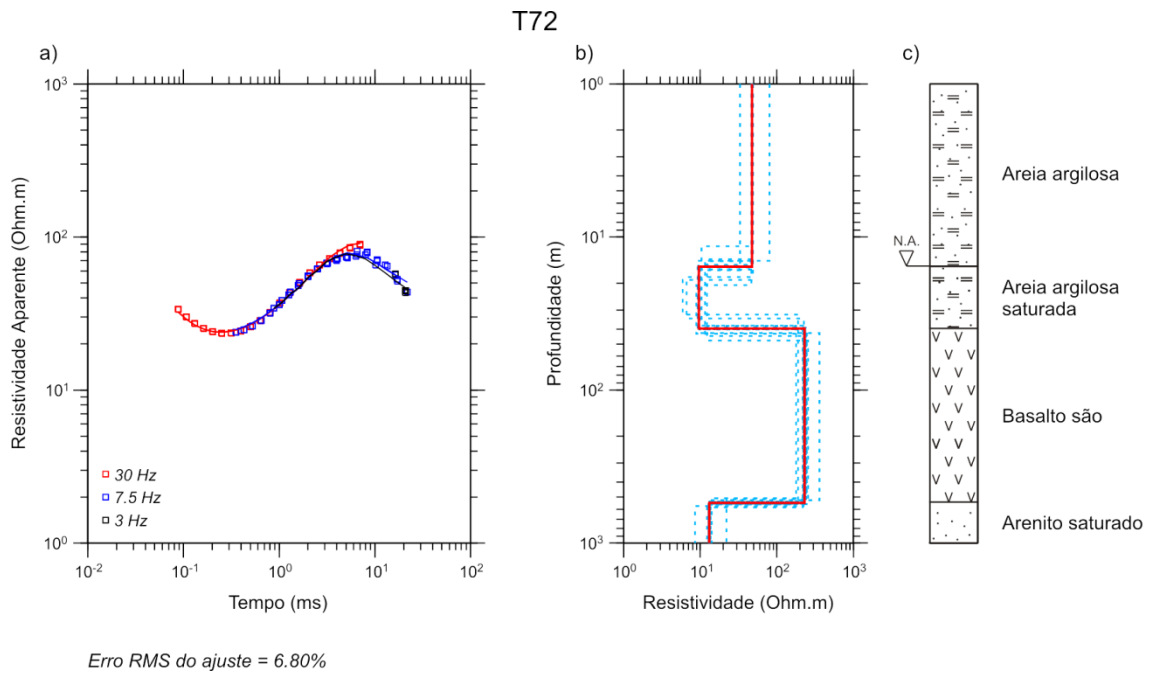 T72
a)
b)
c)
Resistividade Aparente (Ohm.m)
10³
10²
10¹
10⁰
30 Hz
7.5 Hz
3 Hz
10⁻²
10⁻¹
10⁰
10¹
10²
Tempo (ms)
Profundidade (m)
10⁰
10¹
10²
10³
10⁰
10¹
10²
10³
Resistividade (Ohm.m)
N.A.
Areia argilosa
Areia argilosa
saturada
Basalto são
Arenito saturado
Erro RMS do ajuste = 6.80%